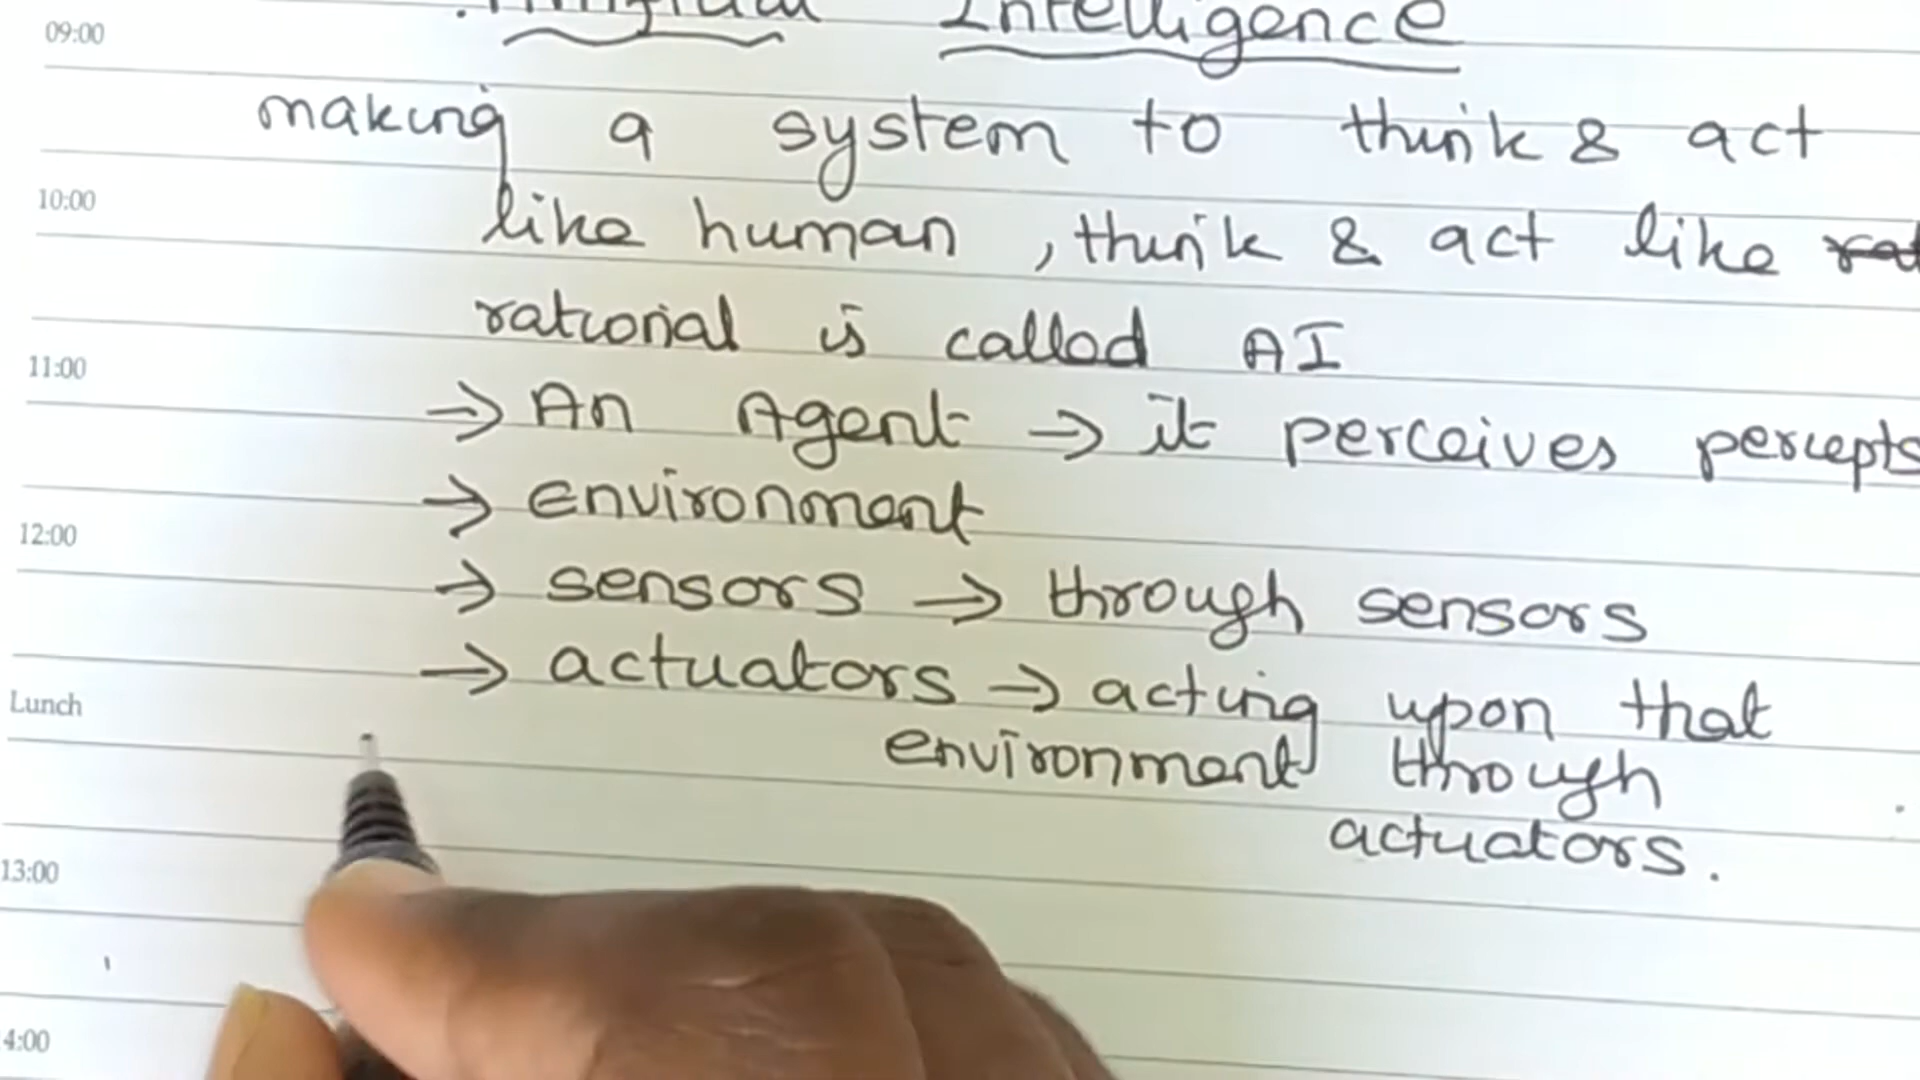 09:00
Artificial Intelligence
making a system to think & act
10:00
like human , think & act like rat
rational is called AI
11:00
→ An Agent → it perceives percepts
→ environment
12:00
→ sensors → through sensors
→ actuators → acting upon that
Lunch
environment through
actuators.
13:00
4:00